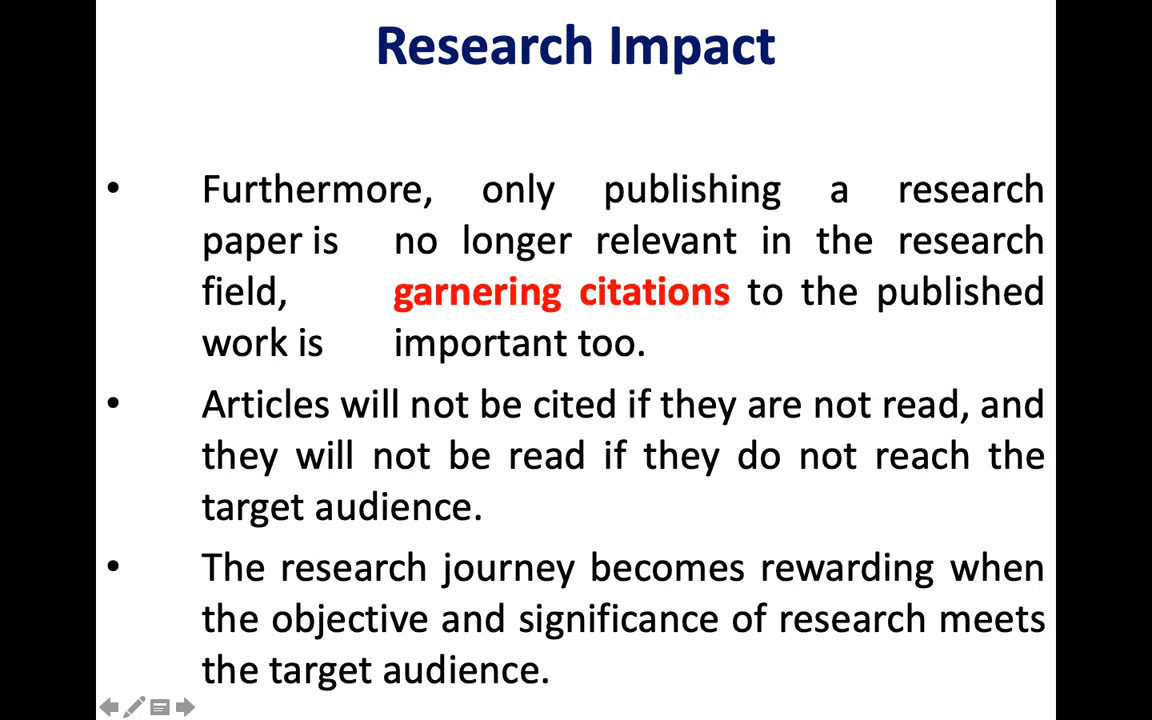 Research Impact
• Furthermore, only publishing a research
paper is no longer relevant in the research
field, garnering citations to the published
work is important too.
• Articles will not be cited if they are not read, and
they will not be read if they do not reach the
target audience.
• The research journey becomes rewarding when
the objective and significance of research meets
the target audience.